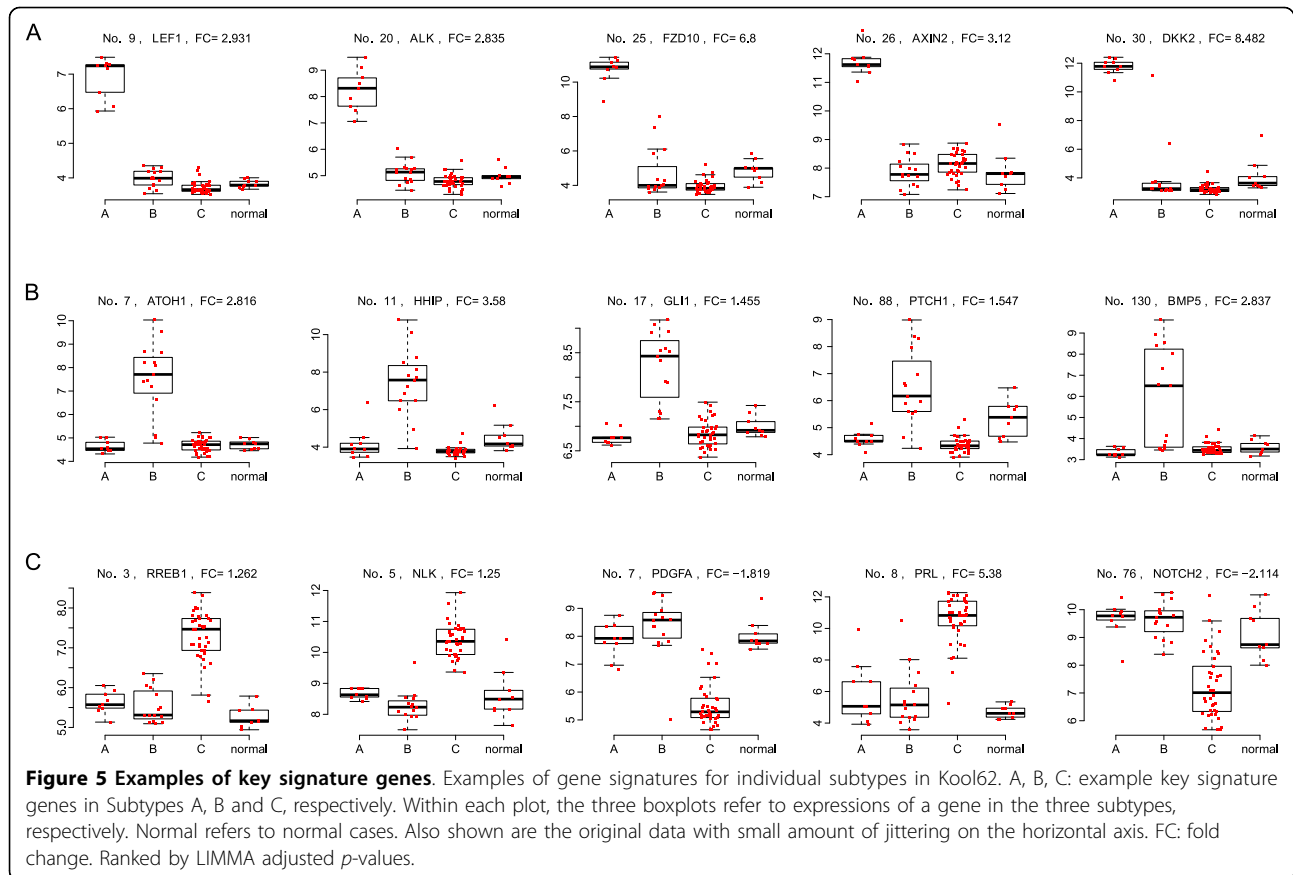 A
No. 9 , LEF1 , FC= 2.931
No. 20 , ALK , FC= 2.835
No. 25 , FZD10 , FC= 6.8
No. 26 , AXIN2 , FC= 3.12
No. 30 , DKK2 , FC= 8.482
7
6
4
A B C normal
9
8
7
5
A B C normal
10
8
6
4
A B C normal
12
11
10
9
8
7
A B C normal
12
10
8
6
4
A B C normal
B
No. 7 , ATOH1 , FC= 2.816
No. 11 , HHIP , FC= 3.58
No. 17 , GLI1 , FC= 1.455
No. 88 , PTCH1 , FC= 1.547
No. 130 , BMP5 , FC= 2.837
10
9
8
7
6
5
4
A B C normal
10
8
6
4
A B C normal
8.5
7.5
6.5
A B C normal
9
8
7
6
5
4
A B C normal
9
8
7
6
5
4
3
A B C normal
C
No. 3 , RREB1 , FC= 1.262
No. 5 , NLK , FC= 1.25
No. 7 , PDGFA , FC= −1.819
No. 8 , PRL , FC= 5.38
No. 76 , NOTCH2 , FC= −2.114
8.0
7.0
6.0
5.0
A B C normal
12
11
10
8
A B C normal
9
8
6
5
A B C normal
12
10
8
6
4
A B C normal
10
9
8
7
6
A B C normal
Figure 5 Examples of key signature genes. Examples of gene signatures for individual subtypes in Kool62. A, B, C: example key signature
genes in Subtypes A, B and C, respectively. Within each plot, the three boxplots refer to expressions of a gene in the three subtypes,
respectively. Normal refers to normal cases. Also shown are the original data with small amount of jittering on the horizontal axis. FC: fold
change. Ranked by LIMMA adjusted p-values.